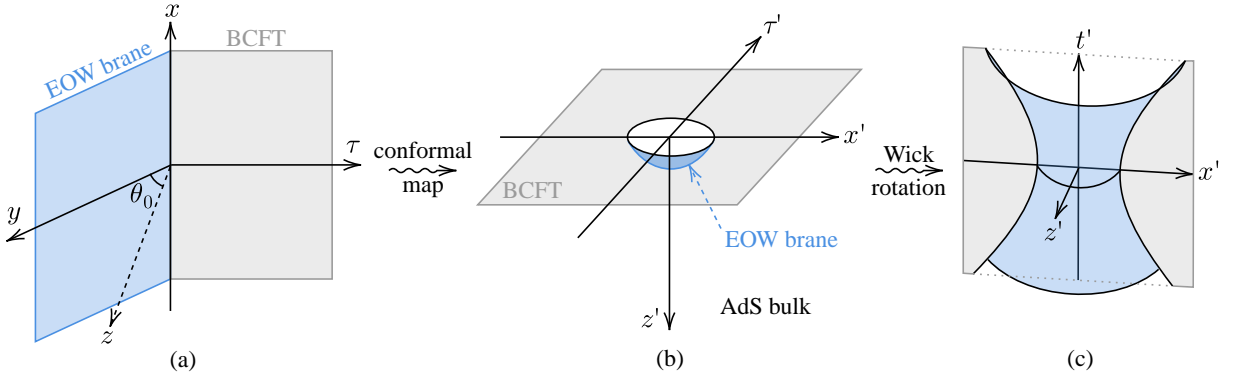 x
BCFT
EOW brane
τ
θ₀
y
z
(a)
conformal
map
τ'
x'
BCFT
EOW brane
z'
AdS bulk
(b)
Wick
rotation
t'
x'
z'
(c)